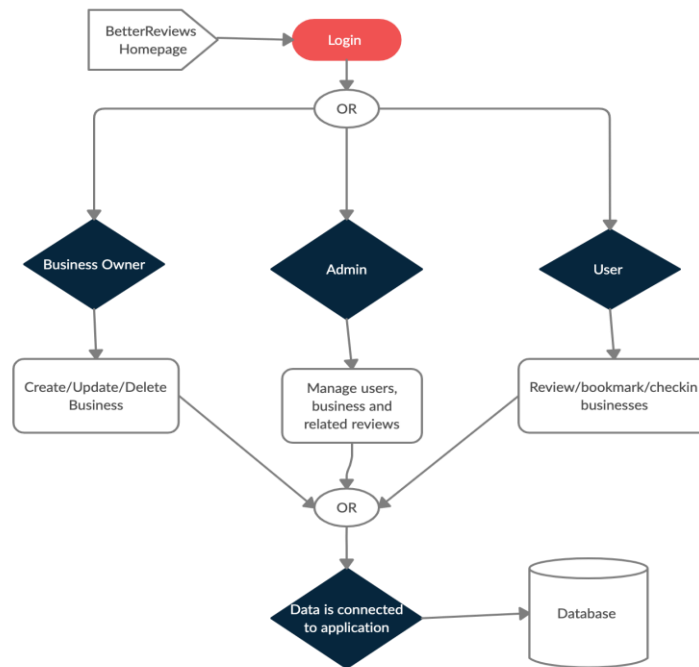 BetterReviews
Homepage
Login
OR
Business Owner
Admin
User
Create/Update/Delete
Business
Manage users,
business and
related reviews
Review/bookmark/checkin
businesses
OR
Data is connected
to application
Database